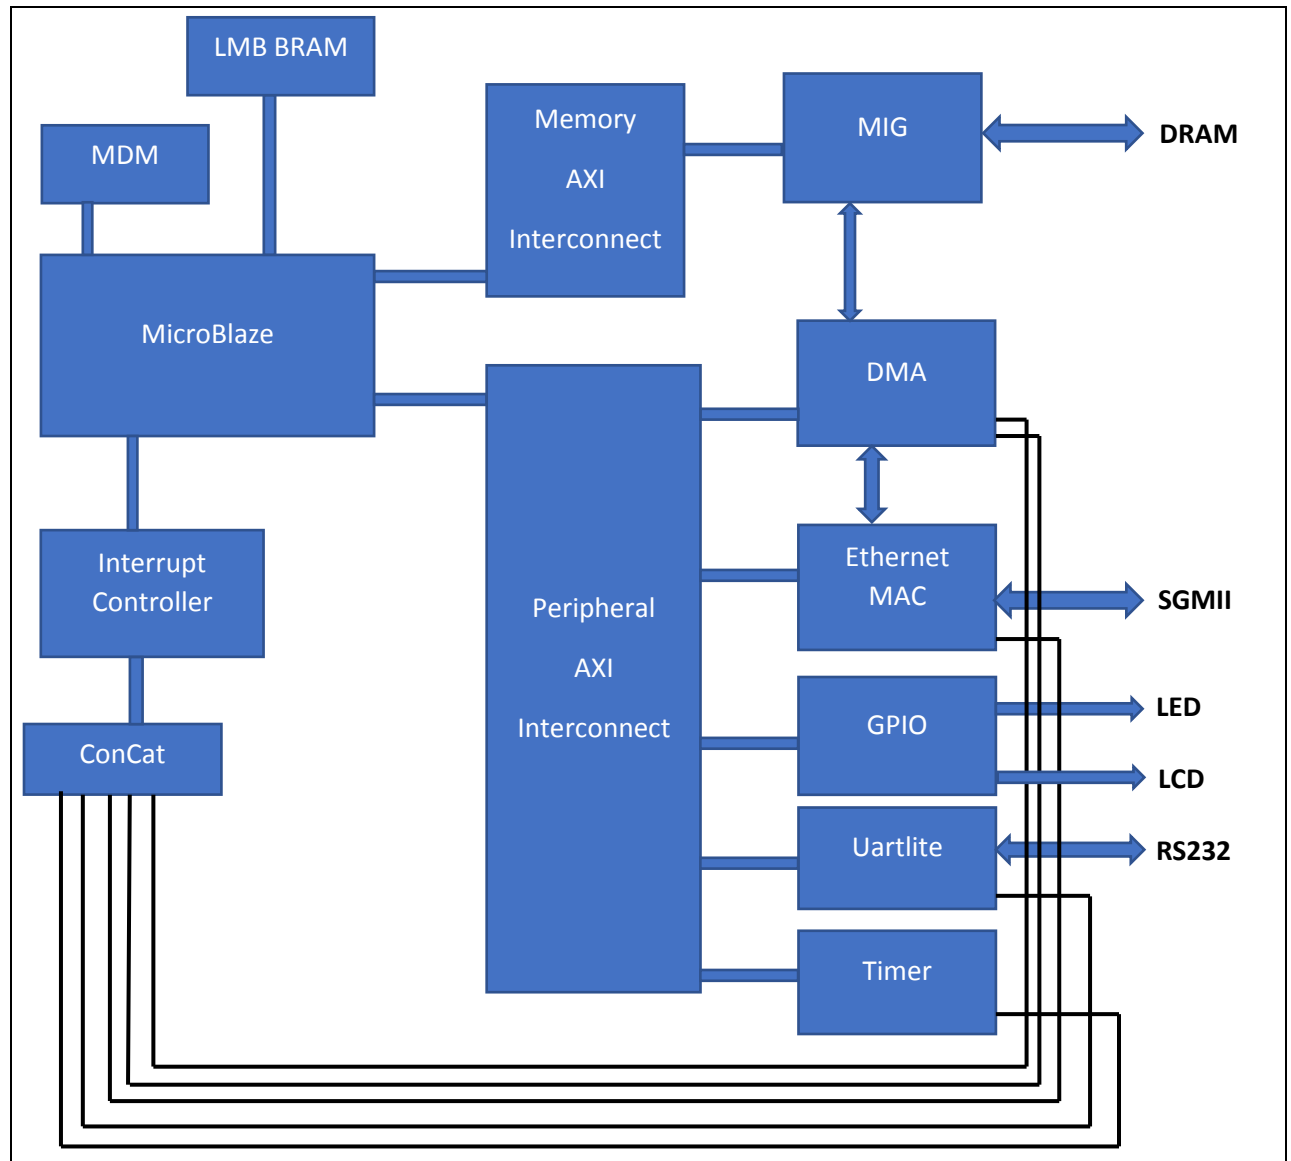 LMB BRAM
MDM
Memory
AXI
Interconnect
MIG
DRAM
MicroBlaze
DMA
Interrupt
Controller
Peripheral
AXI
Interconnect
Ethernet
MAC
SGMII
ConCat
GPIO
LED
LCD
Uartlite
RS232
Timer